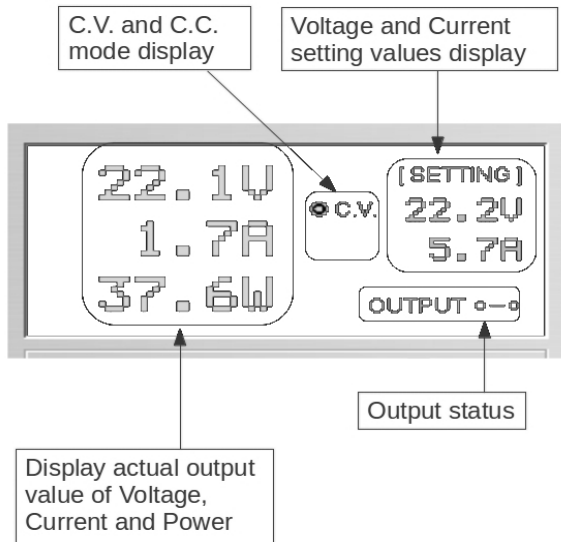 C.V. and C.C.
mode display
Voltage and Current
setting values display
22.1V
1.7A
37.6W
C.V.
[SETTING]
22.2V
5.7A
OUTPUT
Output status
Display actual output
value of Voltage,
Current and Power